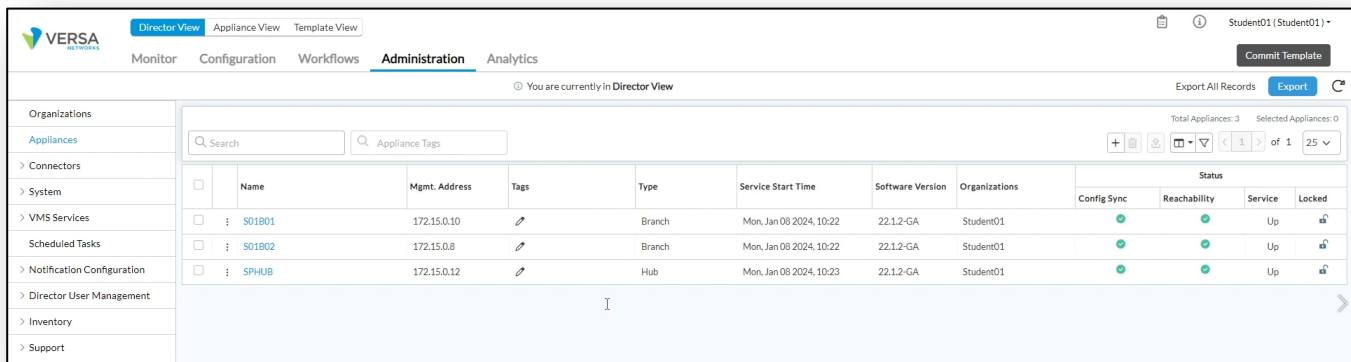 VERSA
NETWORKS
Director View Appliance View Template View
Student01 (Student01)
Monitor Configuration Workflows Administration Analytics
Commit Template
You are currently in Director View
Export All Records Export
Organizations
Appliances
Connectors
System
VMS Services
Scheduled Tasks
Notification Configuration
Director User Management
Inventory
Support
Total Appliances: 3 Selected Appliances: 0
Search Appliance Tags
1 of 1 25
Name Mgmt. Address Tags Type Service Start Time Software Version Organizations Status
Config Sync Reachability Service Locked
S01B01 172.15.0.10 Branch Mon, Jan 08 2024, 10:22 22.1.2-GA Student01 Up
S01B02 172.15.0.8 Branch Mon, Jan 08 2024, 10:22 22.1.2-GA Student01 Up
SPHUB 172.15.0.12 Hub Mon, Jan 08 2024, 10:23 22.1.2-GA Student01 Up